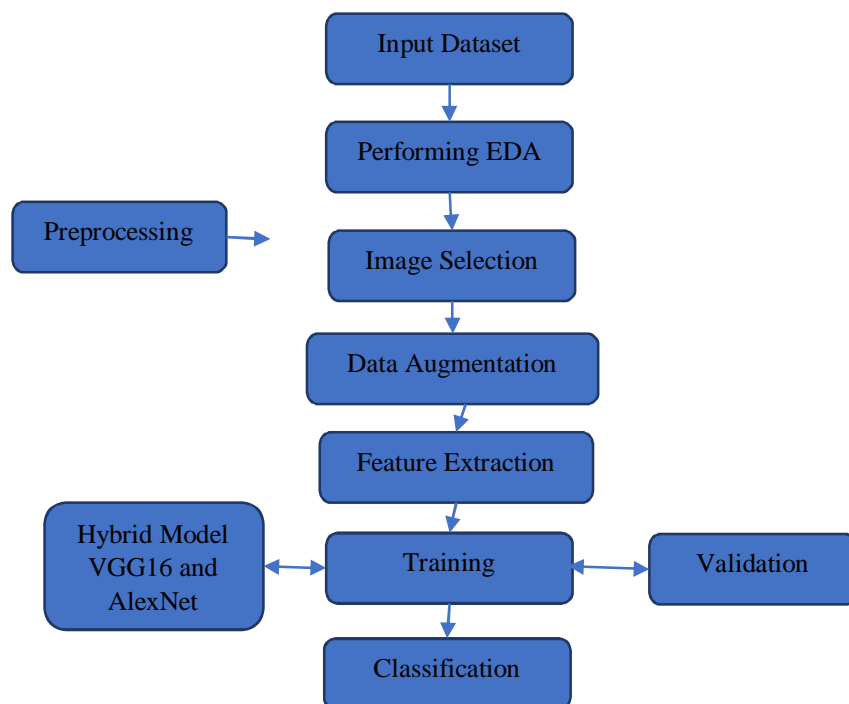 Input Dataset
Performing EDA
Preprocessing
Image Selection
Data Augmentation
Feature Extraction
Hybrid Model
VGG16 and
AlexNet
Training
Validation
Classification